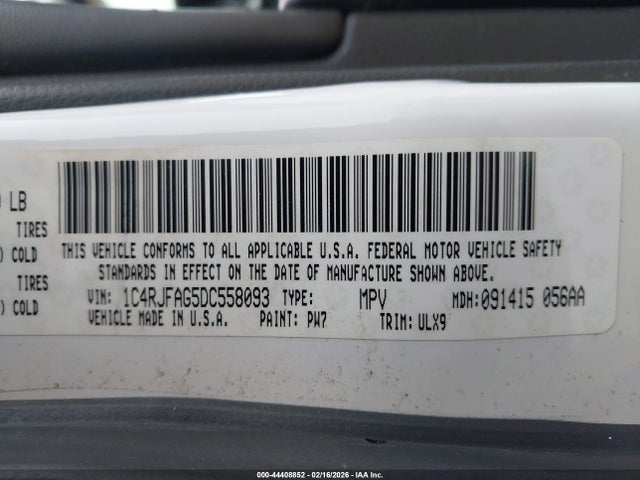 LB
TIRES
) COLD
TIRES
) COLD
THIS VEHICLE CONFORMS TO ALL APPLICABLE U.S.A. FEDERAL MOTOR VEHICLE SAFETY
STANDARDS IN EFFECT ON THE DATE OF MANUFACTURE SHOWN ABOVE.
VIN: 1C4RJFAG5DC558093 TYPE: MPV MDH:091415 056AA
VEHICLE MADE IN U.S.A. PAINT: PW7 TRIM: ULX9
000-44408852 | 02/16/2026 | IAA Inc.